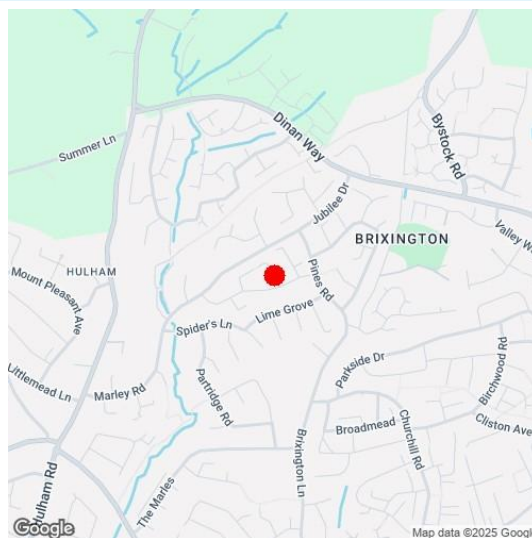 Summer Ln
Dinan Way
Bystock Rd
Jubilee Dr
BRIXINGTON
Valley W
HULHAM
Mount Pleasant Ave
Pines Rd
Lime Grove
Spider's Ln
Parkside Dr
Birchwood Rd
Littlemead Ln
Marley Rd
Partridge Rd
Broadmead
Churchill Rd
Cliston Ave
Brixington Ln
Hulham Rd
The Marles
Google
Map data ©2025 Google